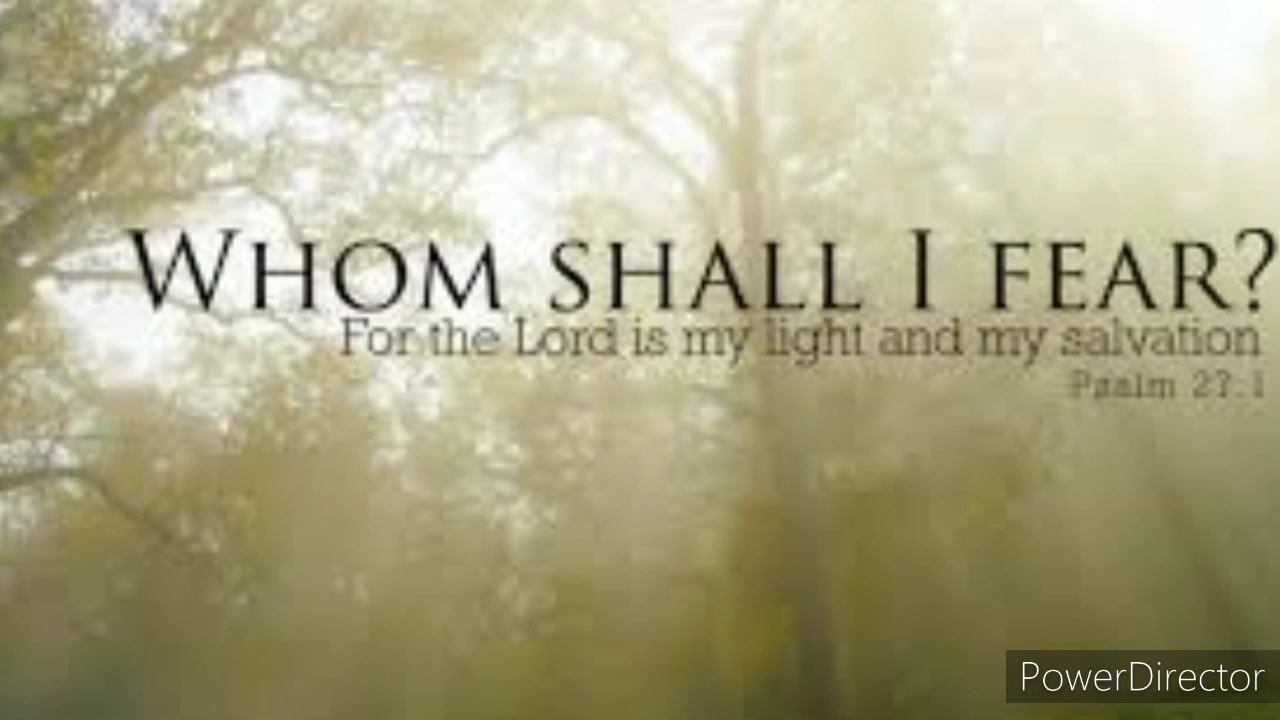 WHOM SHALL I FEAR?
For the Lord is my light and my salvation
Psalm 27:1
PowerDirector